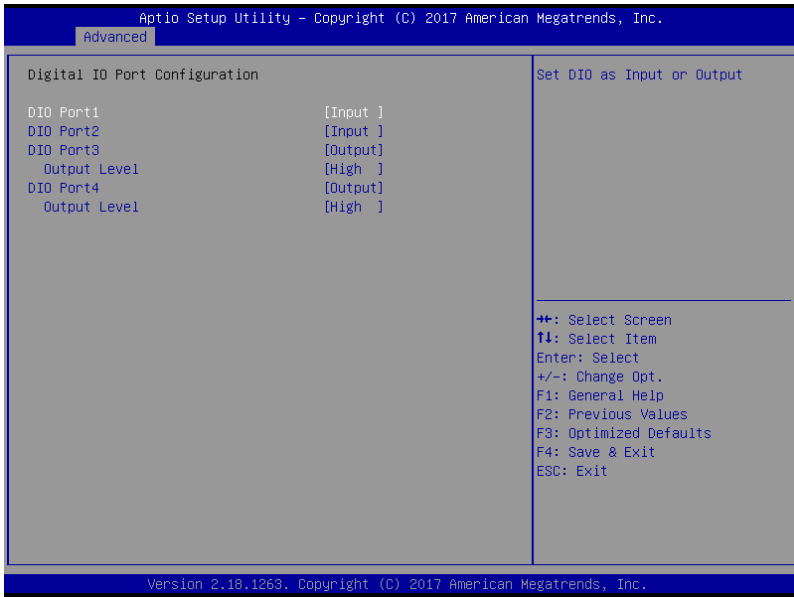 Aptio Setup Utility – Copyright (C) 2017 American Megatrends, Inc.
Advanced
Digital IO Port Configuration
DIO Port1 [Input ]
DIO Port2 [Input ]
DIO Port3 [Output]
Output Level [High ]
DIO Port4 [Output]
Output Level [High ]
Set DIO as Input or Output
→←: Select Screen
↑↓: Select Item
Enter: Select
+/-: Change Opt.
F1: General Help
F2: Previous Values
F3: Optimized Defaults
F4: Save & Exit
ESC: Exit
Version 2.18.1263. Copyright (C) 2017 American Megatrends, Inc.